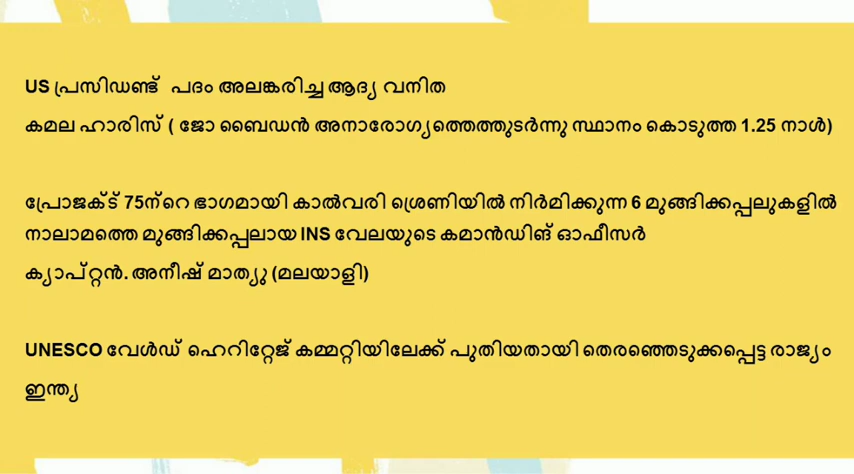 US പ്രസിഡണ്ട് പദം അലങ്കരിച്ച ആദ്യ വനിത
കമല ഹാരിസ് ( ജോ ബൈഡൻ അനാരോഗ്യത്തെത്തുടർന്നു സ്ഥാനം കൊടുത്ത 1.25 നാൾ)
പ്രോജക്ട് 75ന്റെ ഭാഗമായി കാൽവരി ശ്രെണിയിൽ നിർമിക്കുന്ന 6 മുങ്ങിക്കപ്പലുകളിൽ
നാലാമത്തെ മുങ്ങിക്കപ്പലായ INS വേലയുടെ കമാൻഡിങ് ഓഫീസർ
ക്യാപ്റ്റൻ. അനീഷ് മാത്യു (മലയാളി)
UNESCO വേൾഡ് ഹെറിറ്റേജ് കമ്മറ്റിയിലേക്ക് പുതിയതായി തെരഞ്ഞെടുക്കപ്പെട്ട രാജ്യം
ഇന്ത്യ